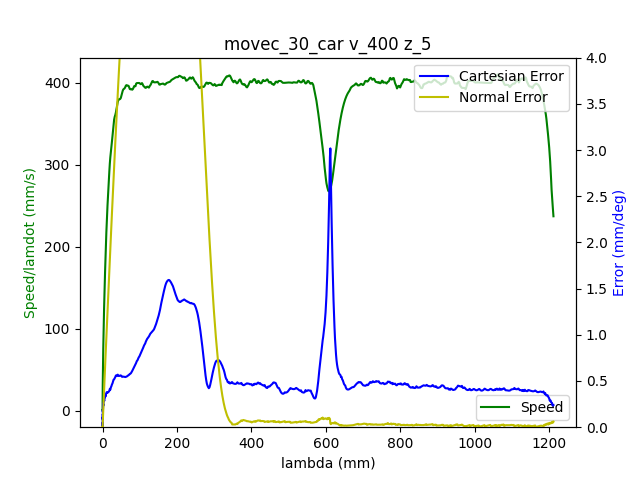 movec_30_car v_400 z_5
Cartesian Error
Normal Error
Speed
Speed/lamdot (mm/s)
400
300
200
100
0
4.0
3.5
3.0
2.5
2.0
1.5
1.0
0.5
0.0
Error (mm/deg)
0 200 400 600 800 1000 1200
lambda (mm)